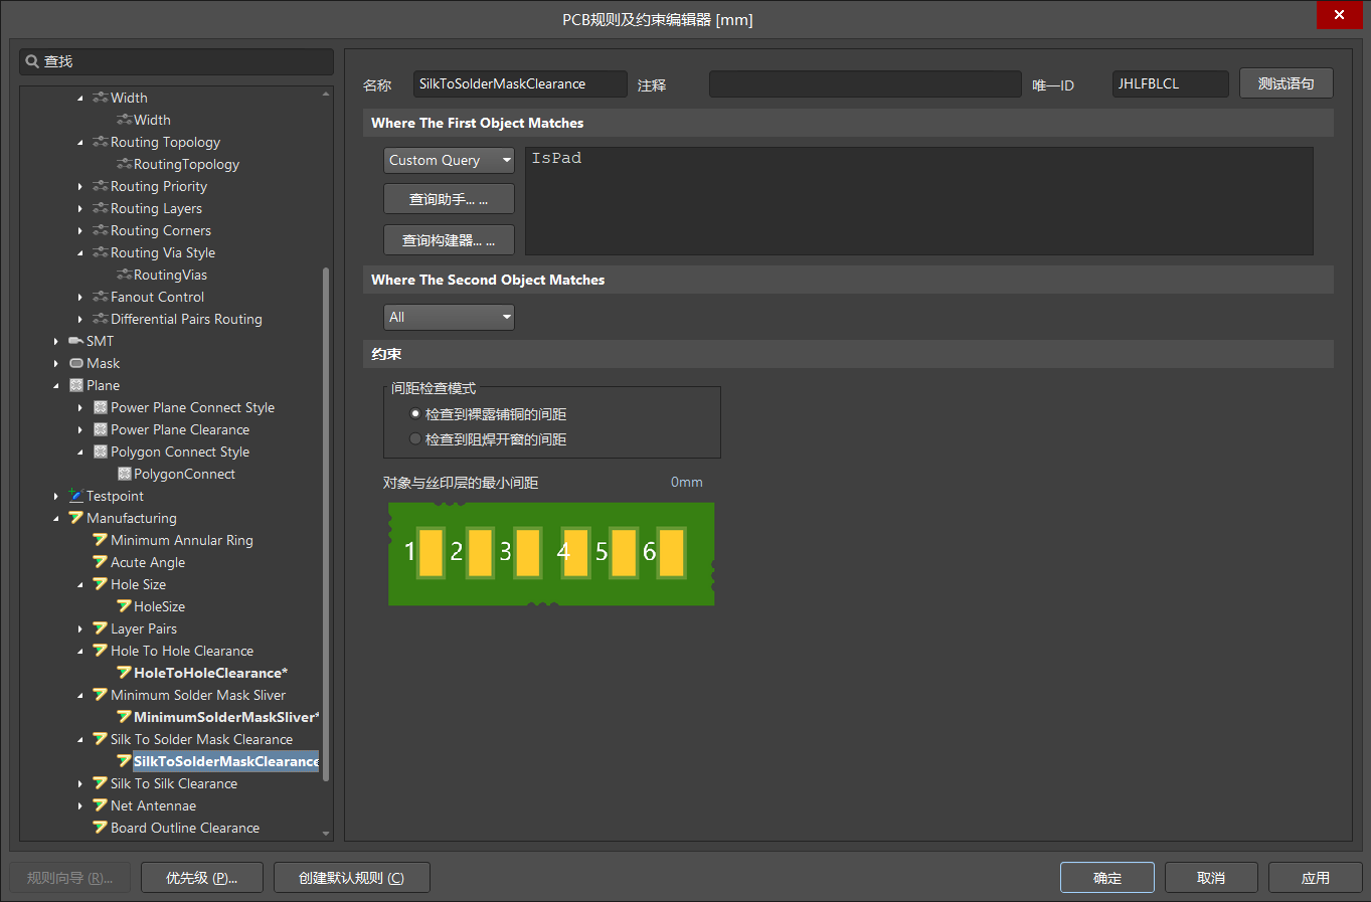 PCB规则及约束编辑器 [mm]
查找
Width
Width
Routing Topology
RoutingTopology
Routing Priority
Routing Layers
Routing Corners
Routing Via Style
RoutingVias
Fanout Control
Differential Pairs Routing
SMT
Mask
Plane
Power Plane Connect Style
Power Plane Clearance
Polygon Connect Style
PolygonConnect
Testpoint
Manufacturing
Minimum Annular Ring
Acute Angle
Hole Size
HoleSize
Layer Pairs
Hole To Hole Clearance
HoleToHoleClearance*
Minimum Solder Mask Sliver
MinimumSolderMaskSliver*
Silk To Solder Mask Clearance
SilkToSolderMaskClearance
Silk To Silk Clearance
Net Antennae
Board Outline Clearance
名称 SilkToSolderMaskClearance 注释 唯一ID JHLFBLCL 测试语句
Where The First Object Matches
Custom Query IsPad
查询助手... ...
查询构建器... ...
Where The Second Object Matches
All
约束
间距检查模式
检查到裸露铺铜的间距
检查到阻焊开窗的间距
对象与丝印层的最小间距 0mm
1 2 3 4 5 6
规则向导 (R)... 优先级 (P)... 创建默认规则 (C) 确定 取消 应用